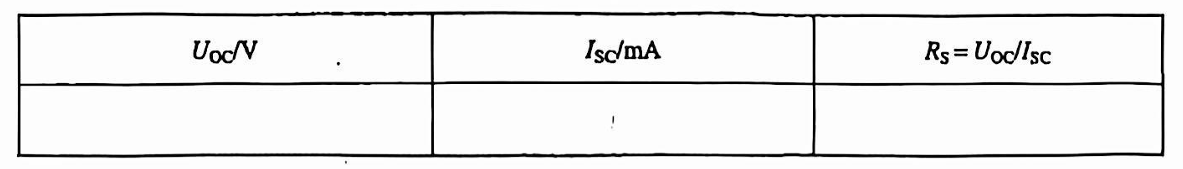 U_OC/V I_SC/mA R_S = U_OC/I_SC